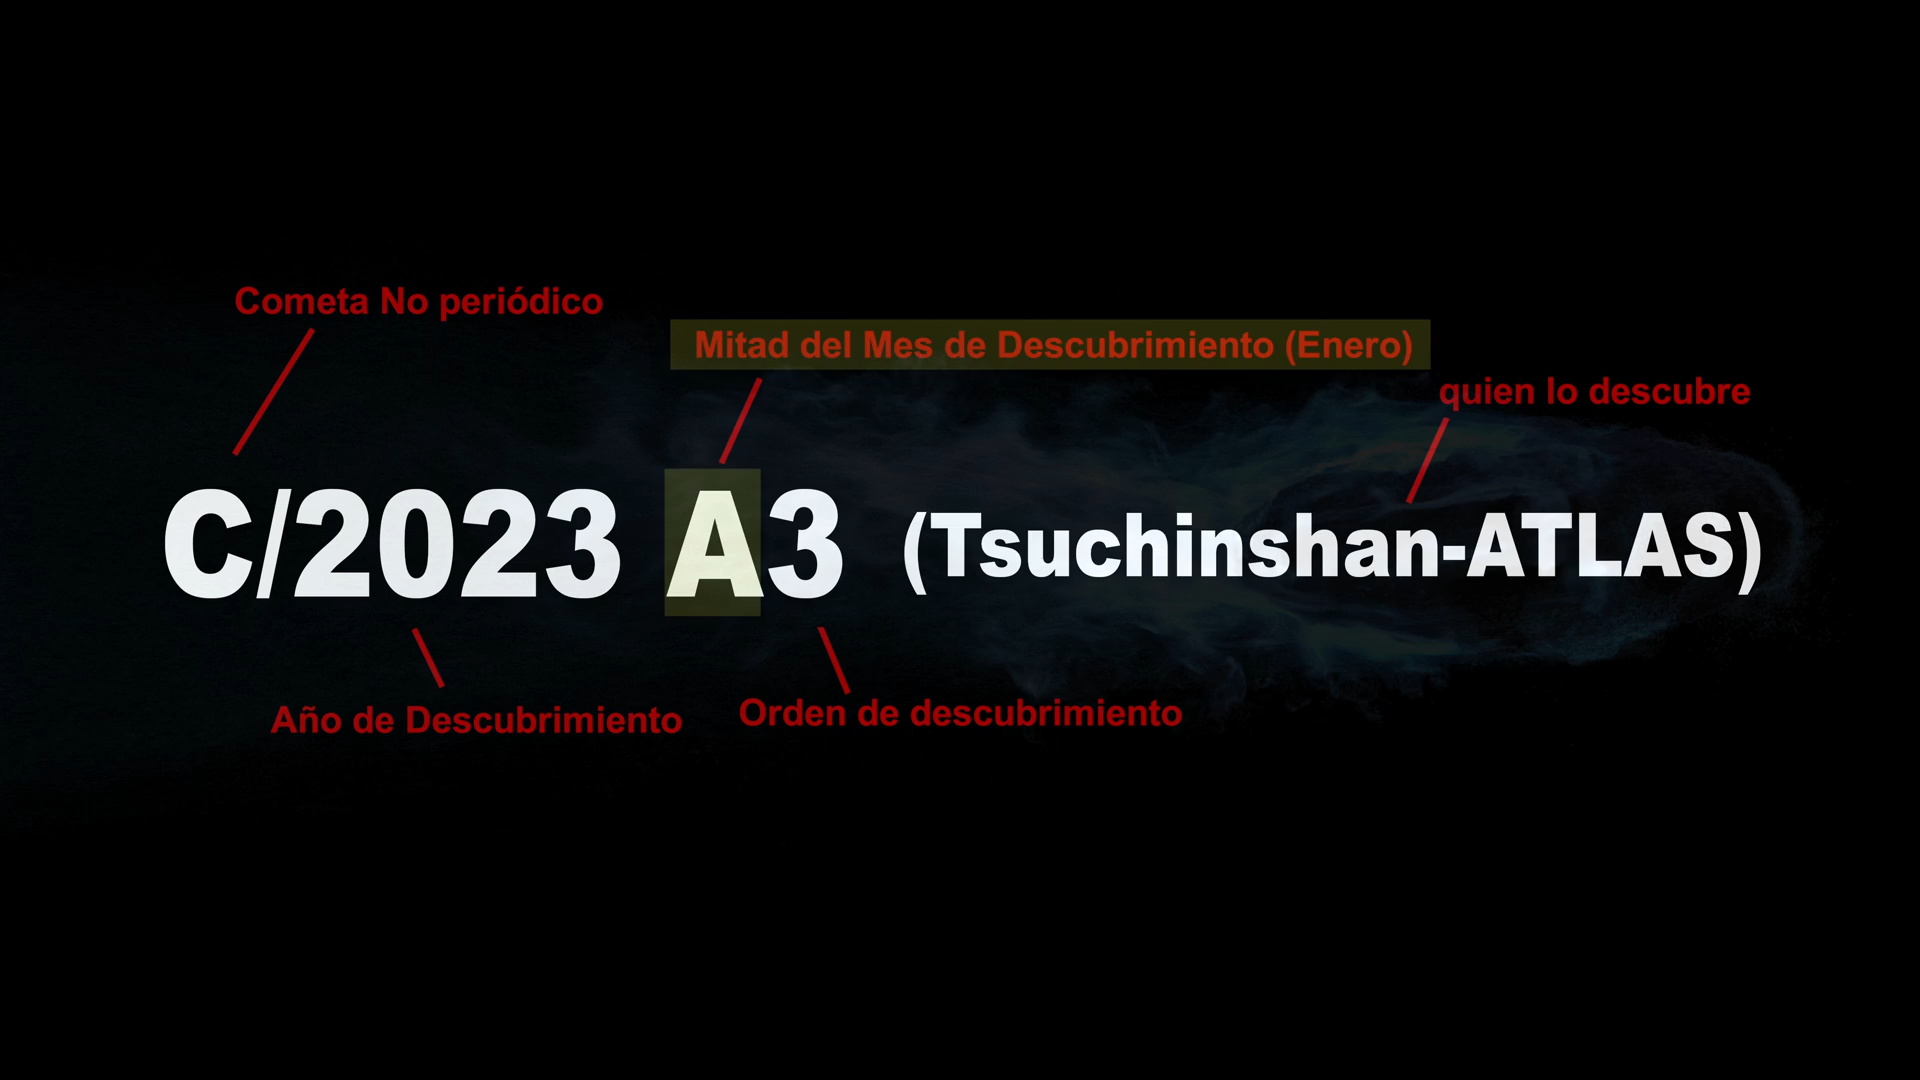 Cometa No periódico
Mitad del Mes de Descubrimiento (Enero)
quien lo descubre
C/2023 A3 (Tsuchinshan-ATLAS)
Año de Descubrimiento
Orden de descubrimiento